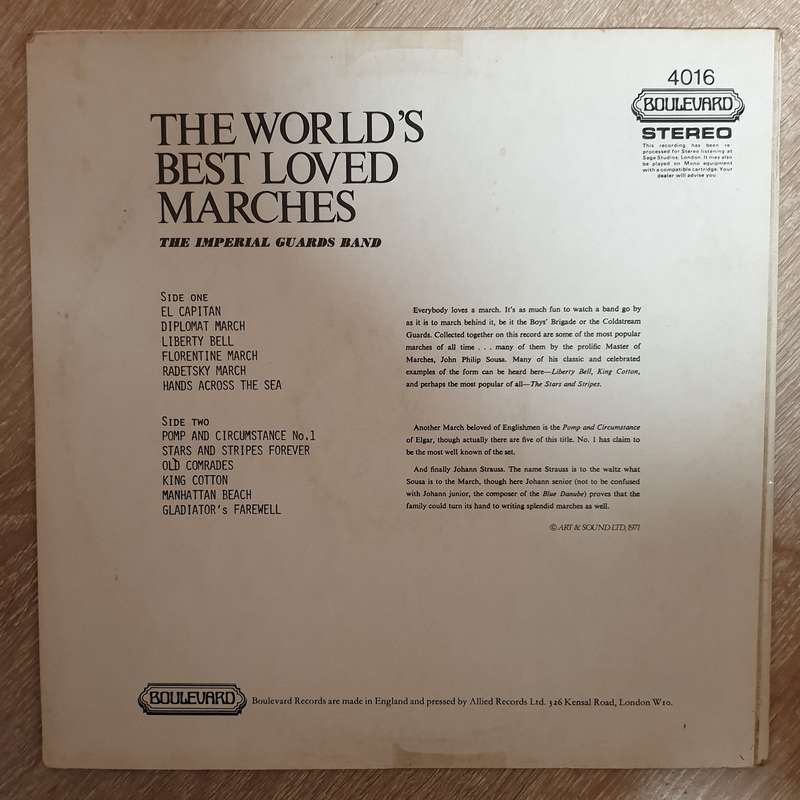 4016
BOULEVARD
STEREO
This recording has been re-
processed for Stereo listening at
Sage Studios, London. It may also
be played on Mono equipment
with a compatible cartridge. Your
dealer will advise you.
THE WORLD'S
BEST LOVED
MARCHES
THE IMPERIAL GUARDS BAND
SIDE ONE
EL CAPITAN
DIPLOMAT MARCH
LIBERTY BELL
FLORENTINE MARCH
RADETSKY MARCH
HANDS ACROSS THE SEA
SIDE TWO
POMP AND CIRCUMSTANCE No.1
STARS AND STRIPES FOREVER
OLD COMRADES
KING COTTON
MANHATTAN BEACH
GLADIATOR's FAREWELL
Everybody loves a march. It's as much fun to watch a band go by
as it is to march behind it, be it the Boys' Brigade or the Coldstream
Guards. Collected together on this record are some of the most popular
marches of all time . . . many of them by the prolific Master of
Marches, John Philip Sousa. Many of his classic and celebrated
examples of the form can be heard here—Liberty Bell, King Cotton,
and perhaps the most popular of all—The Stars and Stripes.
Another March beloved of Englishmen is the Pomp and Circumstance
of Elgar, though actually there are five of this title. No. 1 has claim to
be the most well known of the set.
And finally Johann Strauss. The name Strauss is to the waltz what
Sousa is to the March, though here Johann senior (not to be confused
with Johann junior, the composer of the Blue Danube) proves that the
family could turn its hand to writing splendid marches as well.
© ART & SOUND LTD, 1971
BOULEVARD
Boulevard Records are made in England and pressed by Allied Records Ltd. 326 Kensal Road, London W10.